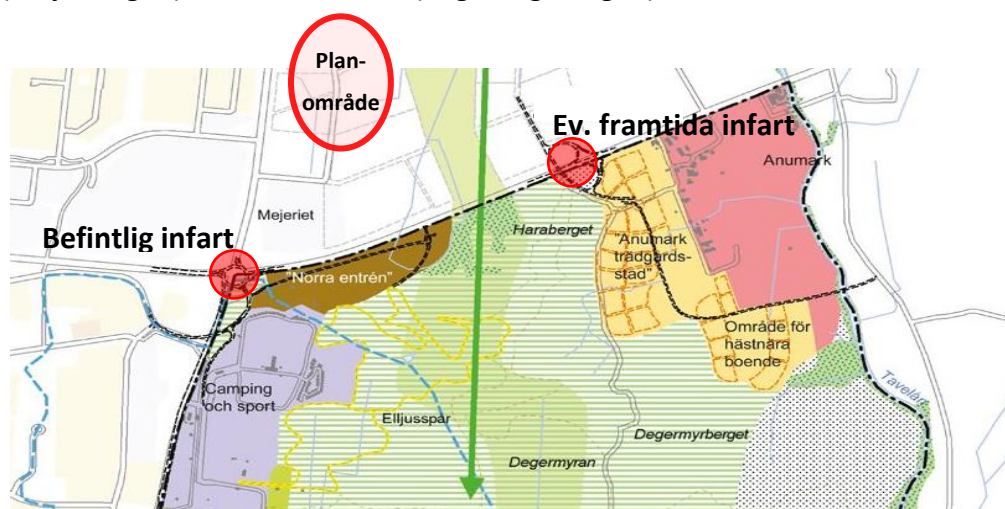 Plan-
område
Ev. framtida infart
Anumark
Mejeriet
Haraberget
Befintlig infart
"Anumark
trädgårds-
stad"
"Norra entrén"
Område för
hästnära
boende
Camping
och sport
Elljusspår
Tavelån
Degermyrberget
Degermyran